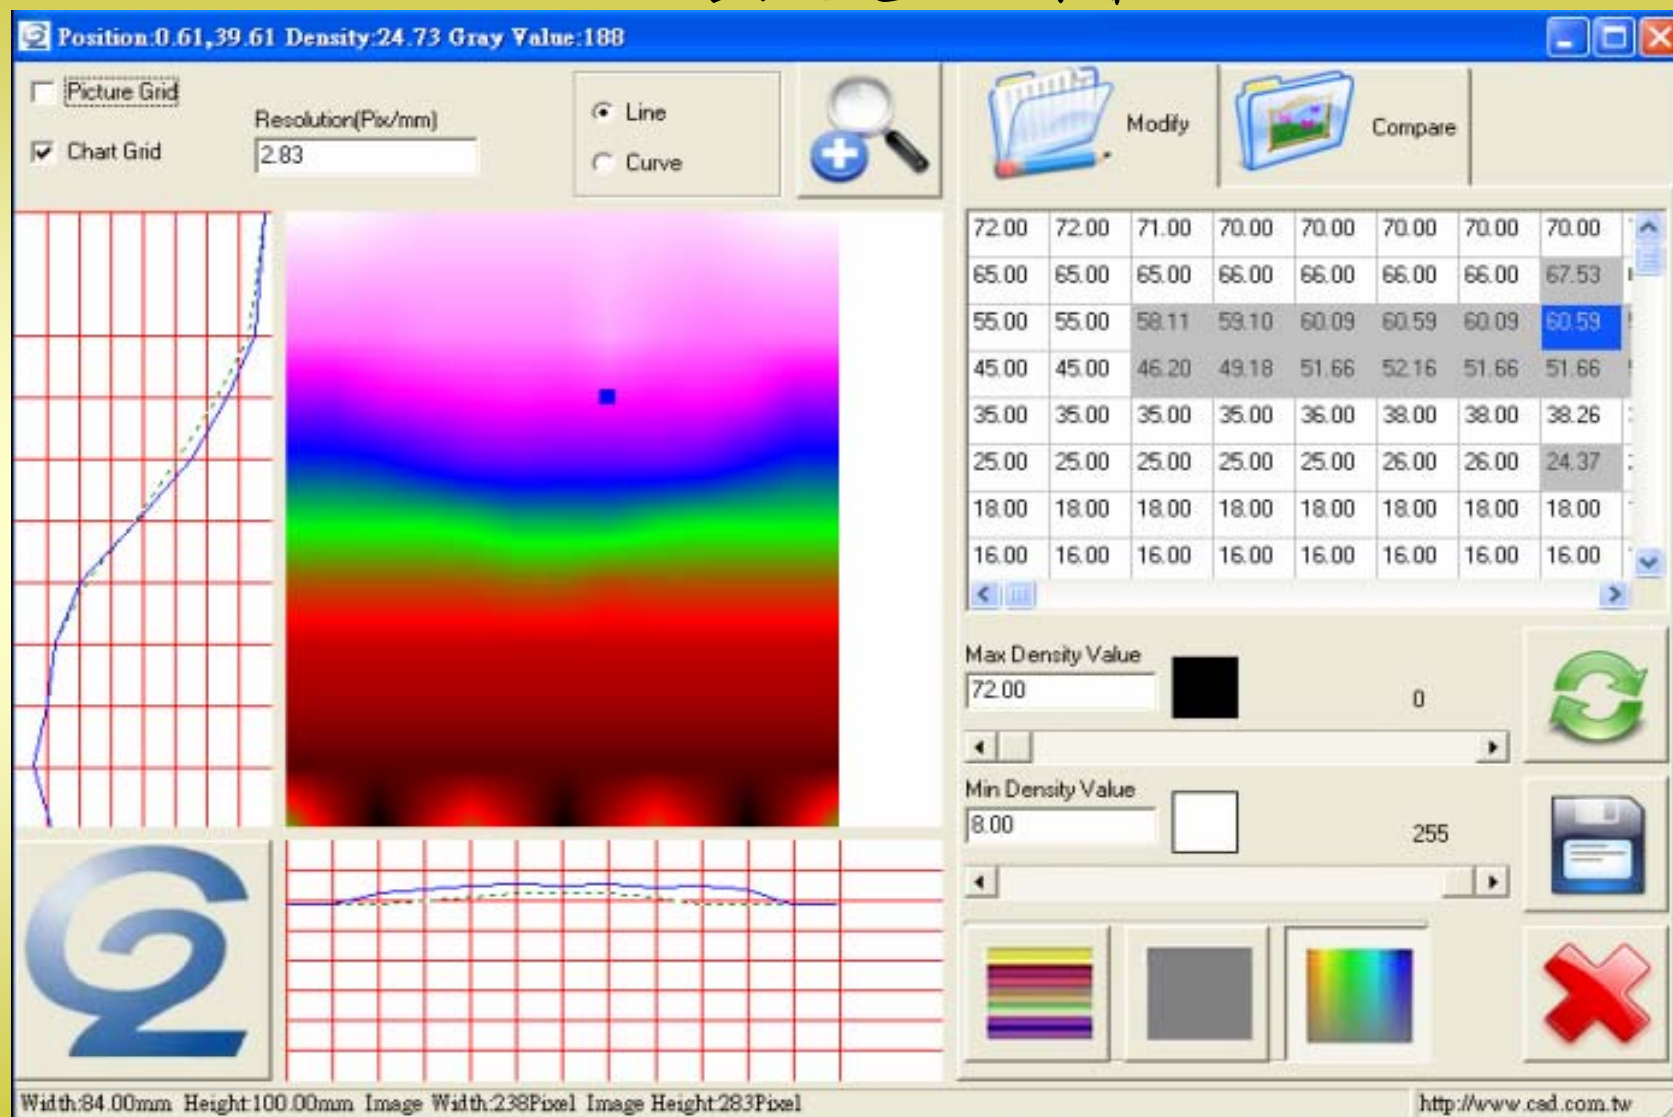 Position:0.61,39.61 Density:24.73 Gray Value:188
Picture Grid
Chart Grid
Resolution(Pix/mm)
2.83
Line
Curve
Modify
Compare
72.00 72.00 71.00 70.00 70.00 70.00 70.00 70.00
65.00 65.00 65.00 66.00 66.00 66.00 66.00 67.53
55.00 55.00 58.11 59.10 60.09 60.59 60.09 60.59
45.00 45.00 46.20 49.18 51.66 52.16 51.66 51.66
35.00 35.00 35.00 35.00 36.00 38.00 38.00 38.26
25.00 25.00 25.00 25.00 25.00 26.00 26.00 24.37
18.00 18.00 18.00 18.00 18.00 18.00 18.00 18.00
16.00 16.00 16.00 16.00 16.00 16.00 16.00 16.00
Max Density Value
72.00
0
Min Density Value
8.00
255
Width:84.00mm Height:100.00mm Image Width:238Pixel Image Height:283Pixel
http://www.cad.com.tw